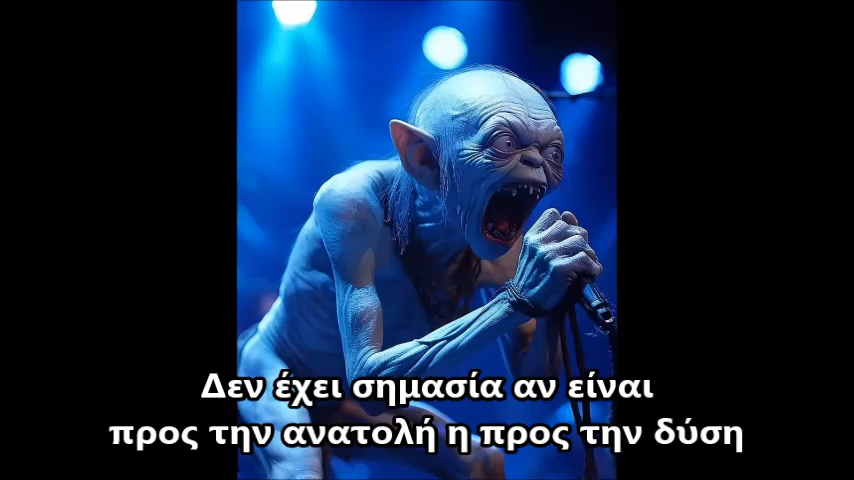 Δεν έχει σημασία αν είναι
προς την ανατολή η προς την δύση